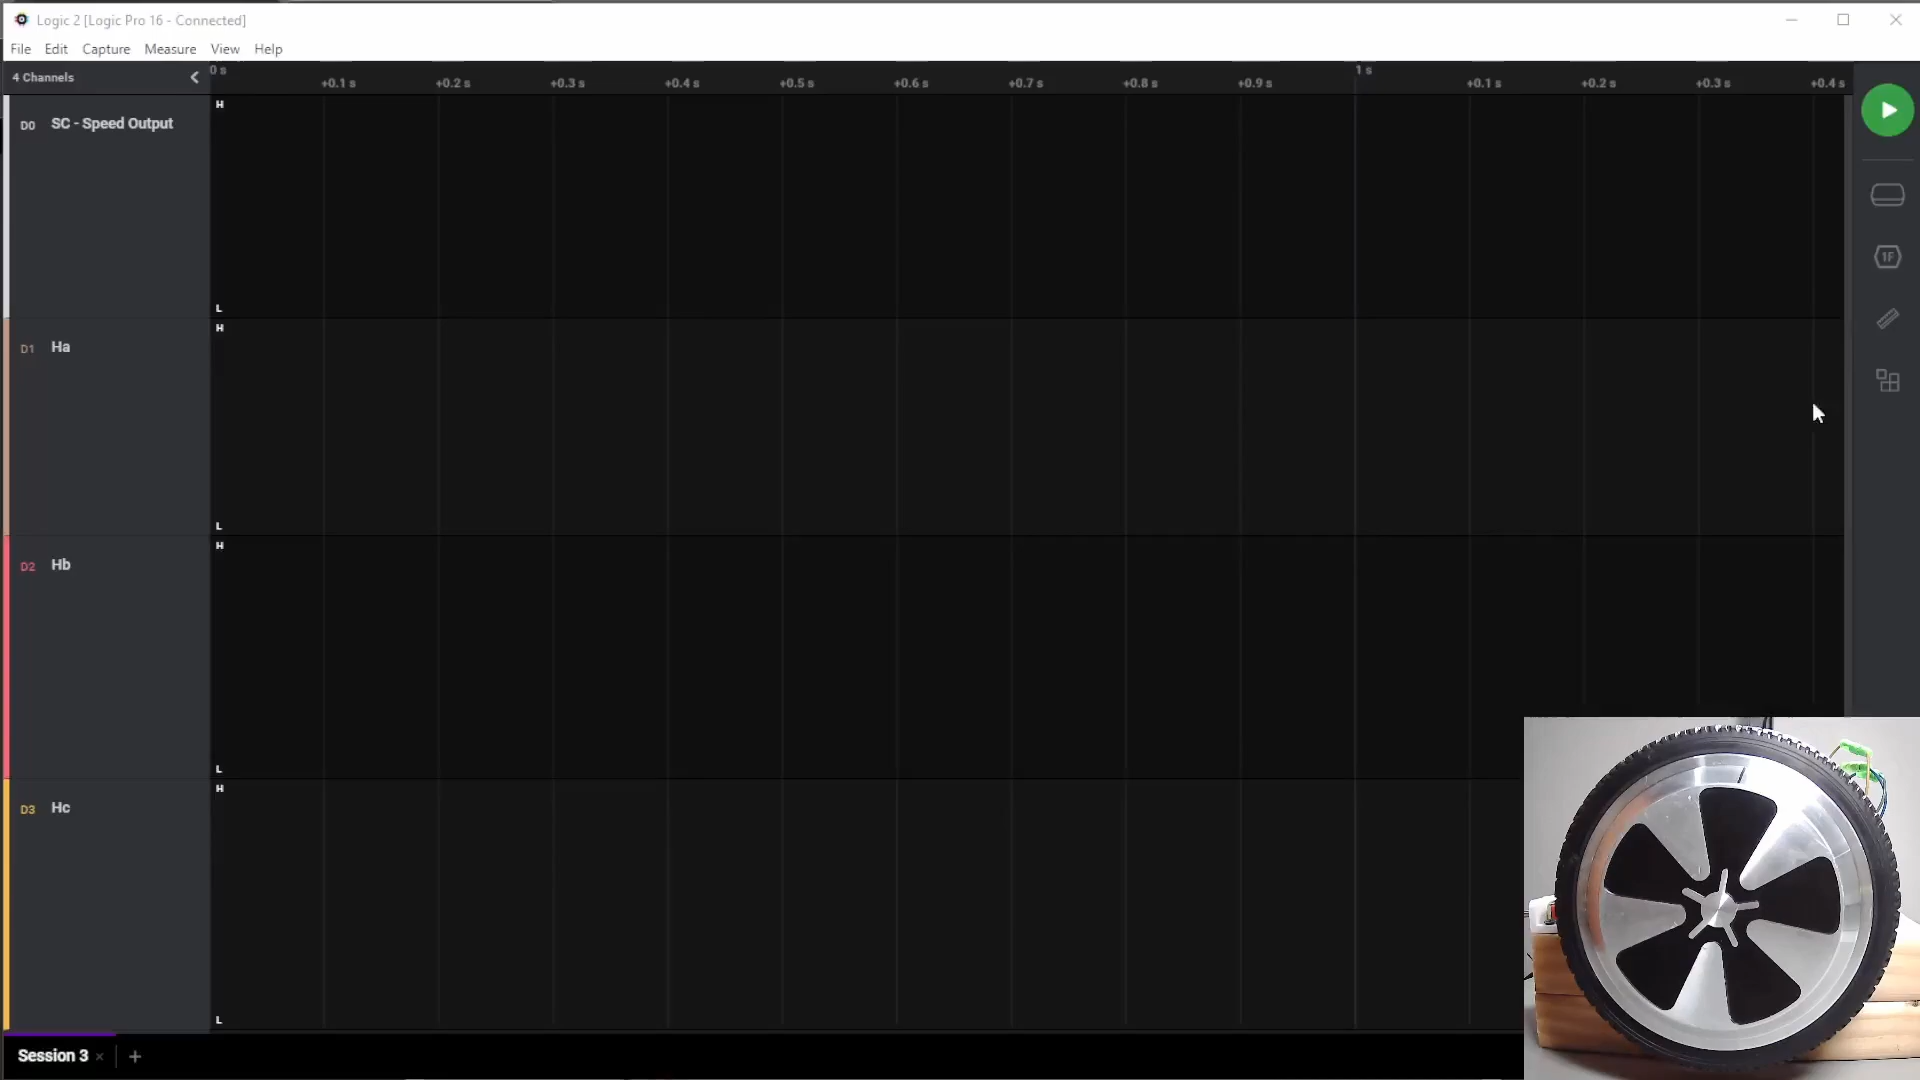 Logic 2 [Logic Pro 16 - Connected]
File Edit Capture Measure View Help
4 Channels
0 s
1 s
+0.1 s +0.2 s +0.3 s +0.4 s +0.5 s +0.6 s +0.7 s +0.8 s +0.9 s +0.1 s +0.2 s +0.3 s +0.4 s
H
D0 SC - Speed Output
1F
L
H
D1 Ha
L
H
D2 Hb
L
H
D3 Hc
L
Session 3